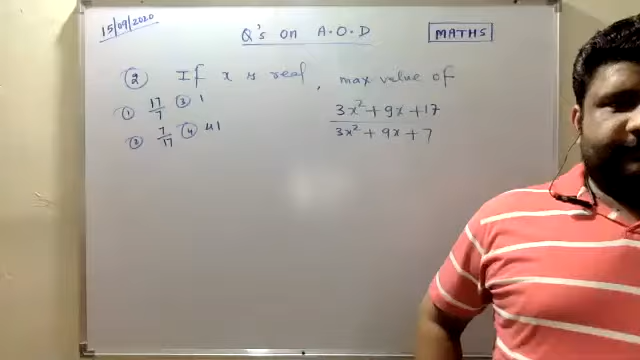 15/09/2020
Q's on A.O.D
MATHS
② If x is real, max value of
① 17/7 ③ 1
② 7/17 ④ 41
3x² + 9x + 17
3x² + 9x + 7